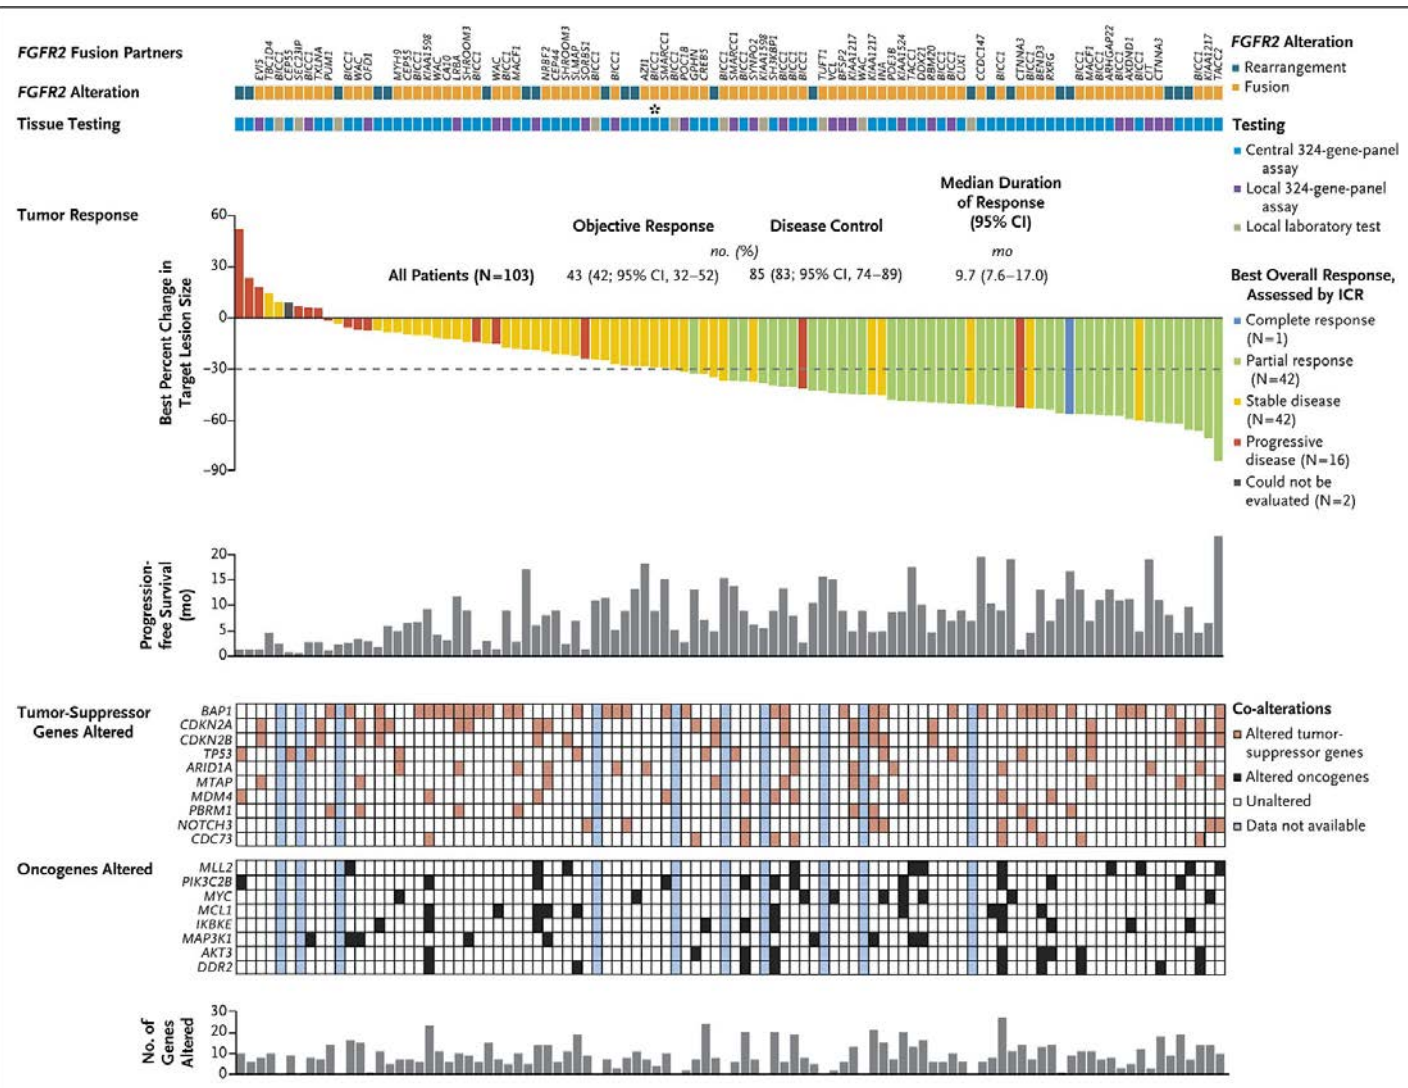 FGFR2 Fusion Partners
EVI5
TBC1D4
BICC1
CEP55
SEC23IP
BICC1
TXLNA
PUM1
BICC1
WAC
OFD1
MYH9
CEP55
BICC1
KIAA1598
WAC
CA10
LRBA
SHROOM3
BICC1
WAC
BICC1
MACF1
NRBF2
CEP44
SHROOM3
SORBS1
BICC1
BICC1
AZI1
BICC1
SMARCC1
BICC1
POC1B
GPHN
CREB5
BICC1
SMARCC1
BICC1
SYNPO2
KIAA1598
SH3KBP1
BICC1
BICC1
BICC1
TUFT1
VCL
KIAA1217
WAC
KIAA1217
INA
PDE3B
KIAA1524
TACC1
RBM20
BICC1
BICC1
CUX1
CCDC147
BICC1
CTNNA3
BICC1
BEND3
RXRG
BICC1
MACF1
BICC1
ARHGAP22
BICC1
AXDND1
BICC1
CIT
CTNNA3
BICC1
KIAA1217
TACC2
FGFR2 Alteration
Tissue Testing
*
FGFR2 Alteration
Rearrangement
Fusion
Testing
Central 324-gene-panel
assay
Local 324-gene-panel
assay
Local laboratory test
Tumor Response
Best Percent Change in
Target Lesion Size
60
30
0
−30
−60
−90
Objective Response
Disease Control
Median Duration
of Response
(95% CI)
no. (%)
mo
All Patients (N=103)
43 (42; 95% CI, 32–52)
85 (83; 95% CI, 74–89)
9.7 (7.6–17.0)
Best Overall Response,
Assessed by ICR
Complete response
(N=1)
Partial response
(N=42)
Stable disease
(N=42)
Progressive
disease (N=16)
Could not be
evaluated (N=2)
Progression-
free Survival
(mo)
20
15
10
5
0
Tumor-Suppressor
Genes Altered
BAP1
CDKN2A
CDKN2B
TP53
ARID1A
MTAP
MDM4
PBRM1
NOTCH3
CDC73
Co-alterations
Altered tumor-
suppressor genes
Altered oncogenes
Unaltered
Data not available
Oncogenes Altered
MLL2
PIK3C2B
MYC
MCL1
IKBKE
MAP3K1
AKT3
DDR2
No. of
Genes
Altered
30
20
10
0